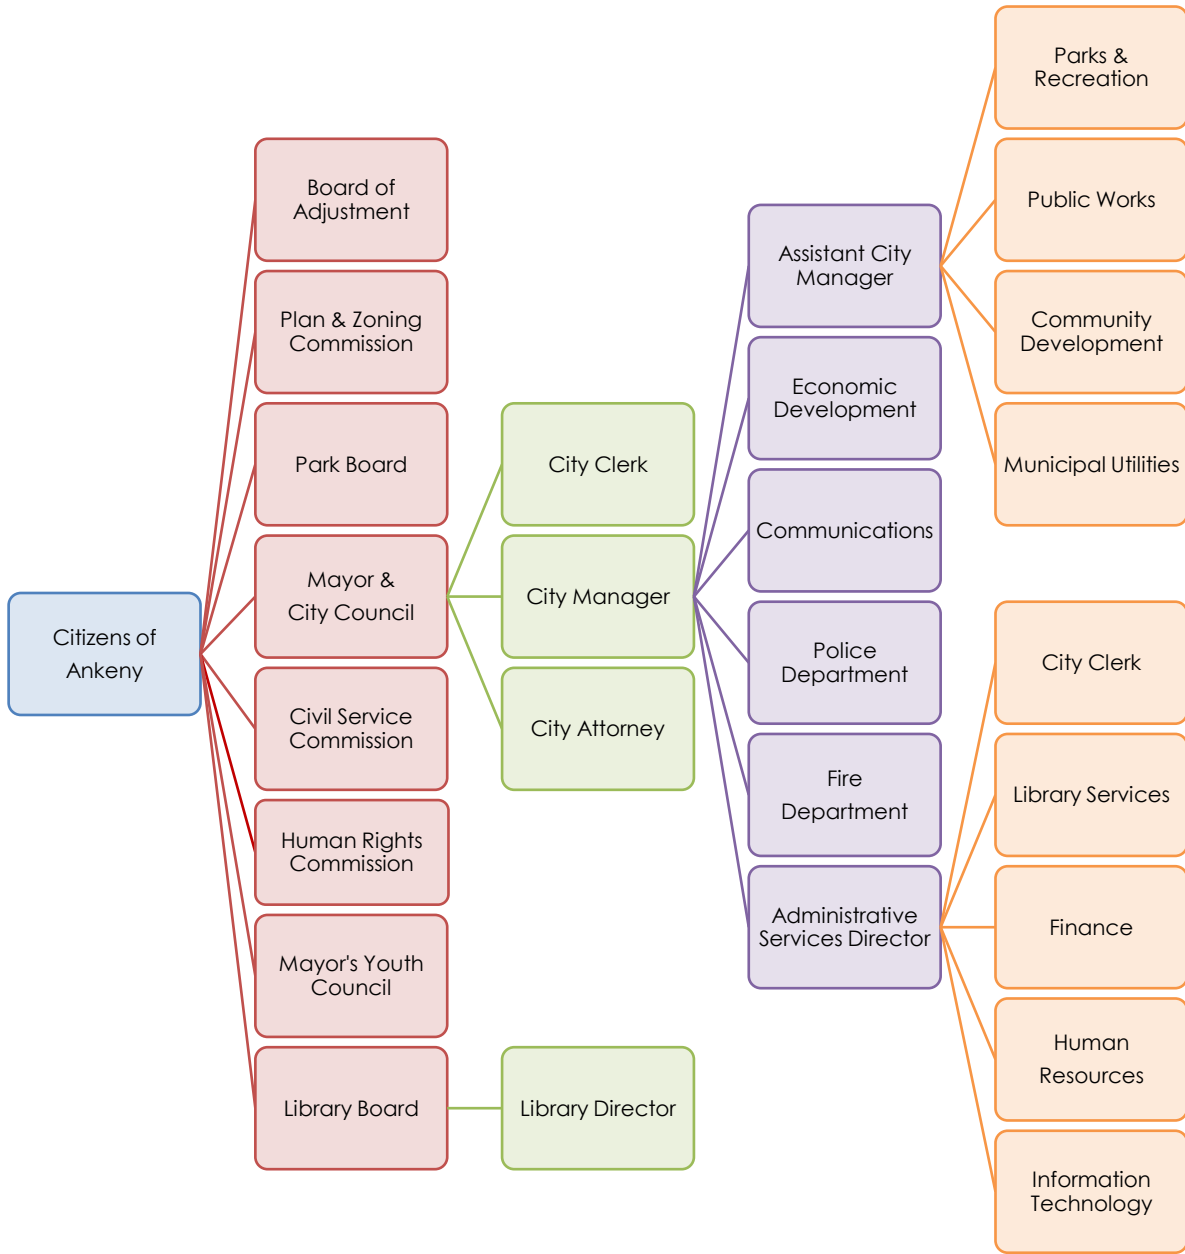 Citizens of
Ankeny
Board of
Adjustment
Plan & Zoning
Commission
Park Board
Mayor &
City Council
Civil Service
Commission
Human Rights
Commission
Mayor's Youth
Council
Library Board
City Clerk
City Manager
City Attorney
Library Director
Assistant City
Manager
Economic
Development
Communications
Police
Department
Fire
Department
Administrative
Services Director
Parks &
Recreation
Public Works
Community
Development
Municipal Utilities
City Clerk
Library Services
Finance
Human
Resources
Information
Technology